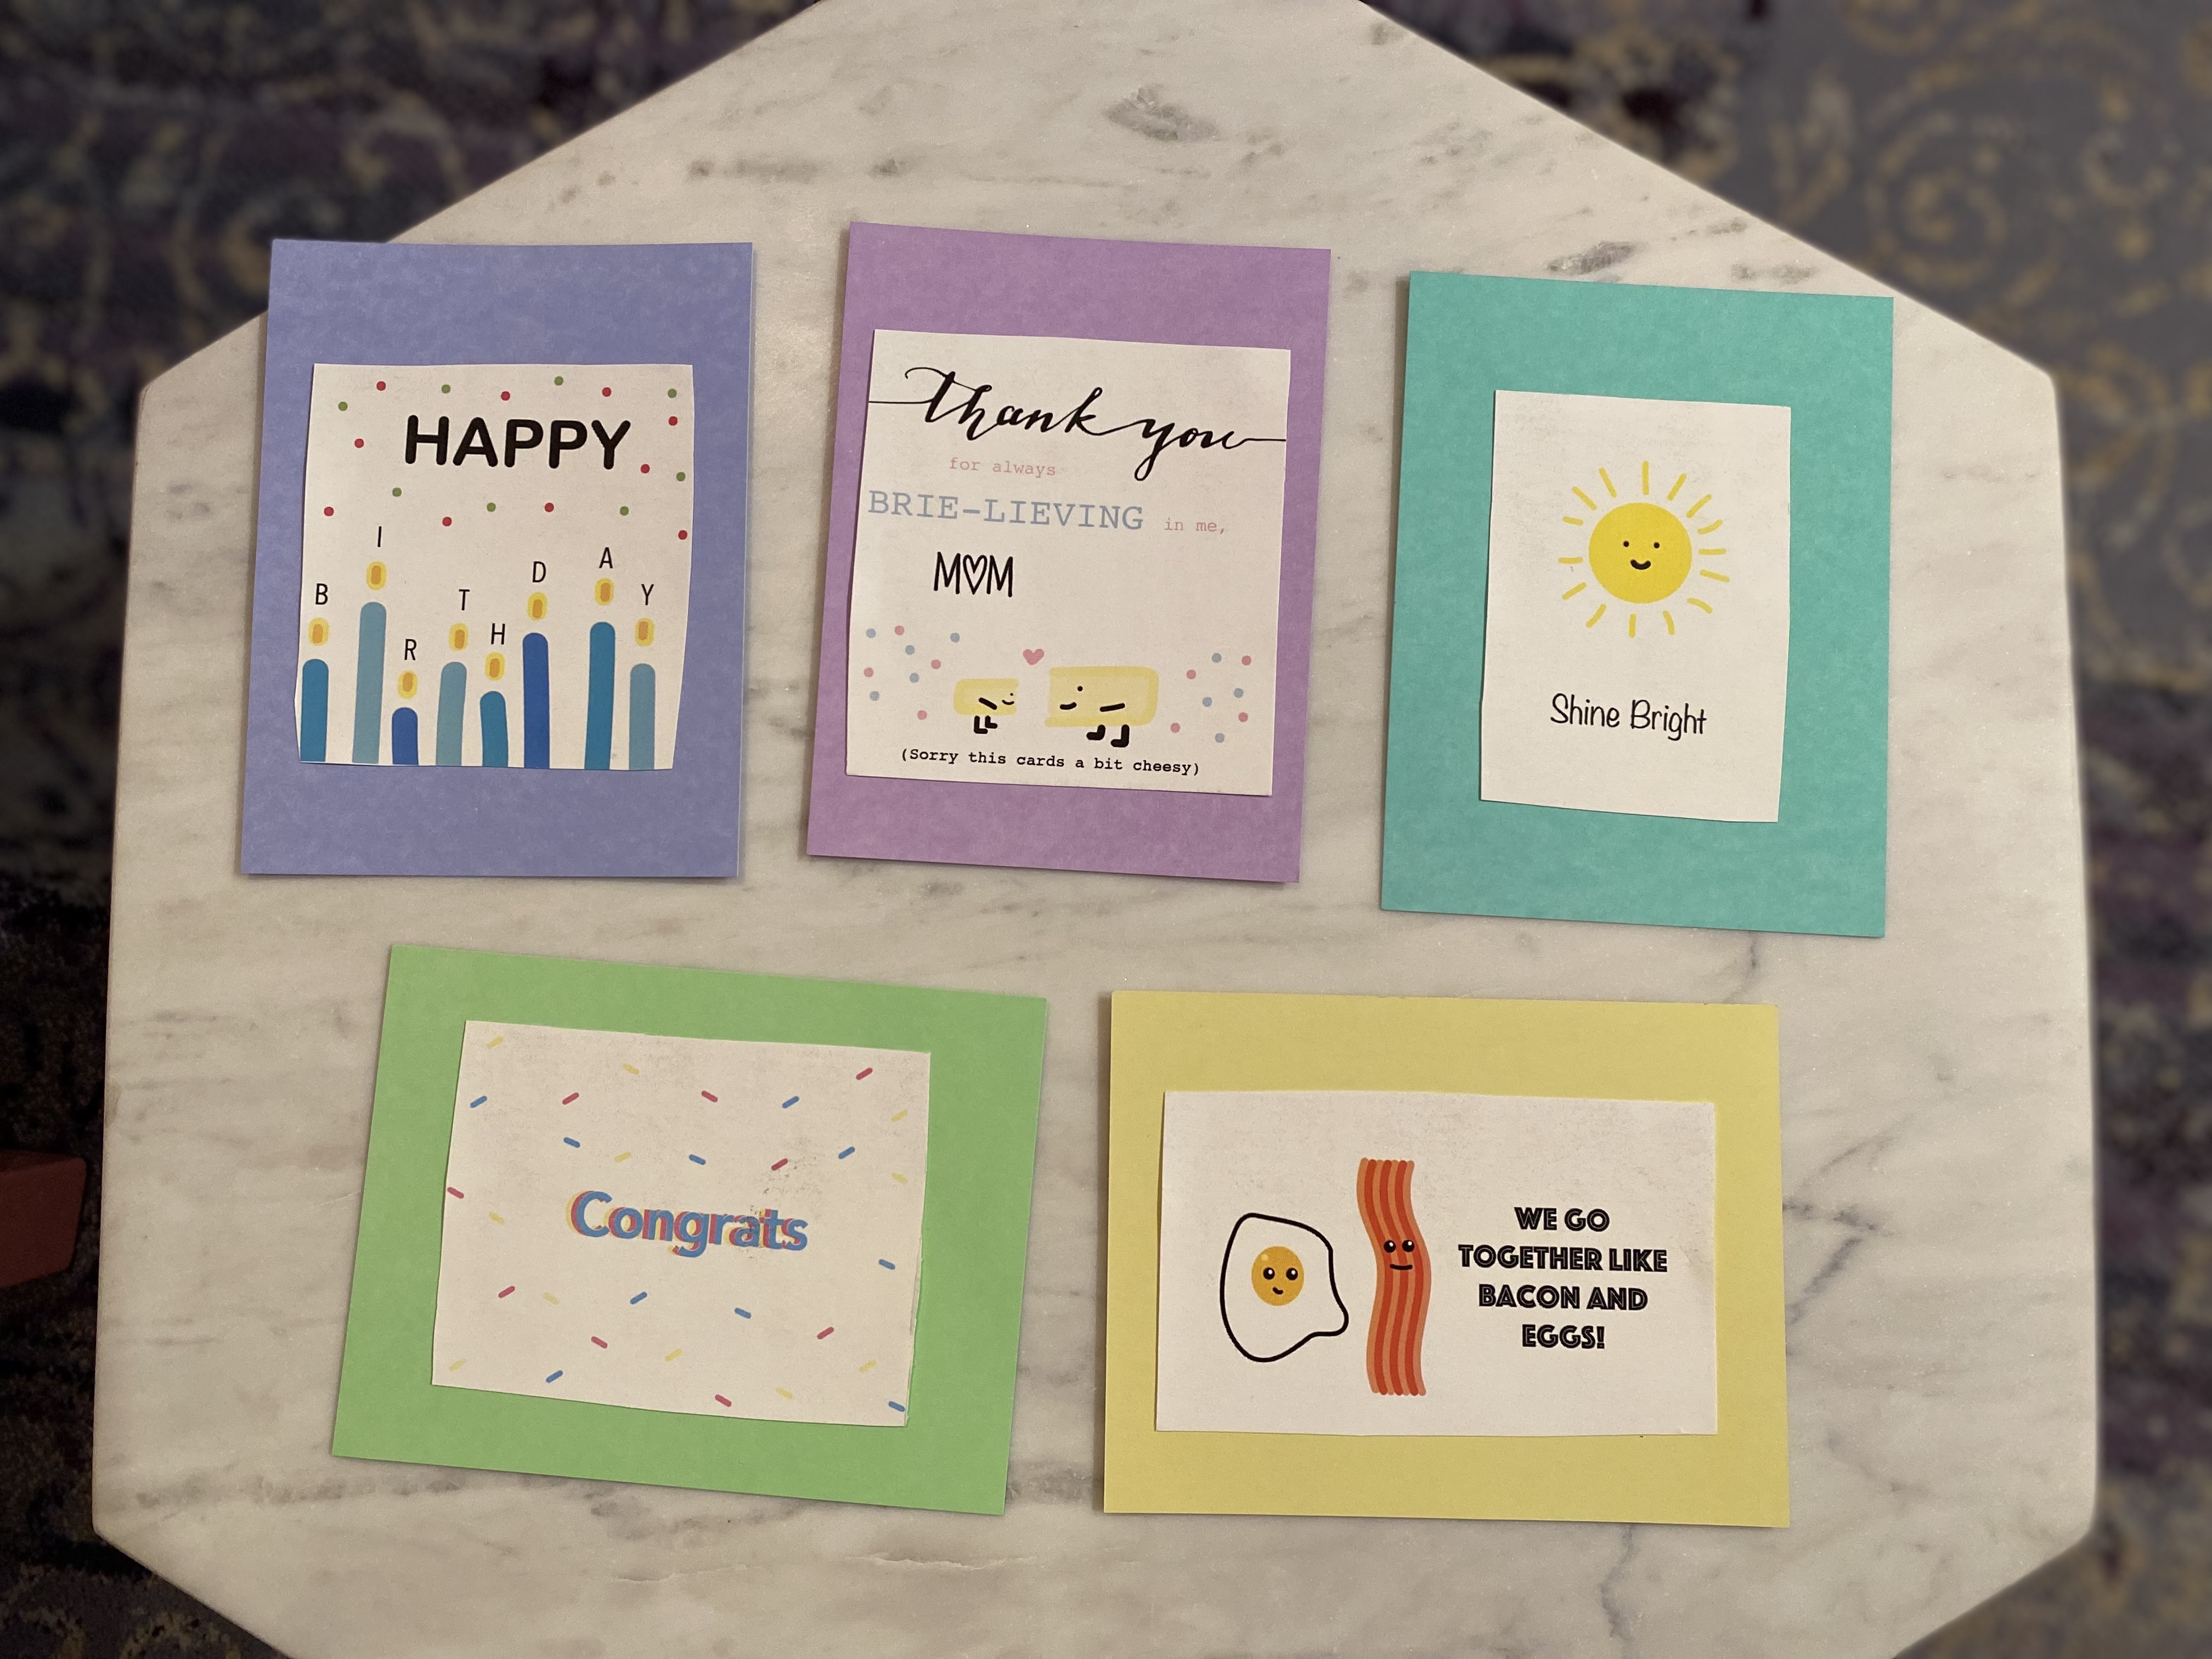 HAPPY
BIRTHDAY
thank you
for always
BRIE-LIEVING in me,
M♡M
(Sorry this cards a bit cheesy)
Shine Bright
Congrats
WE GO
TOGETHER LIKE
BACON AND
EGGS!